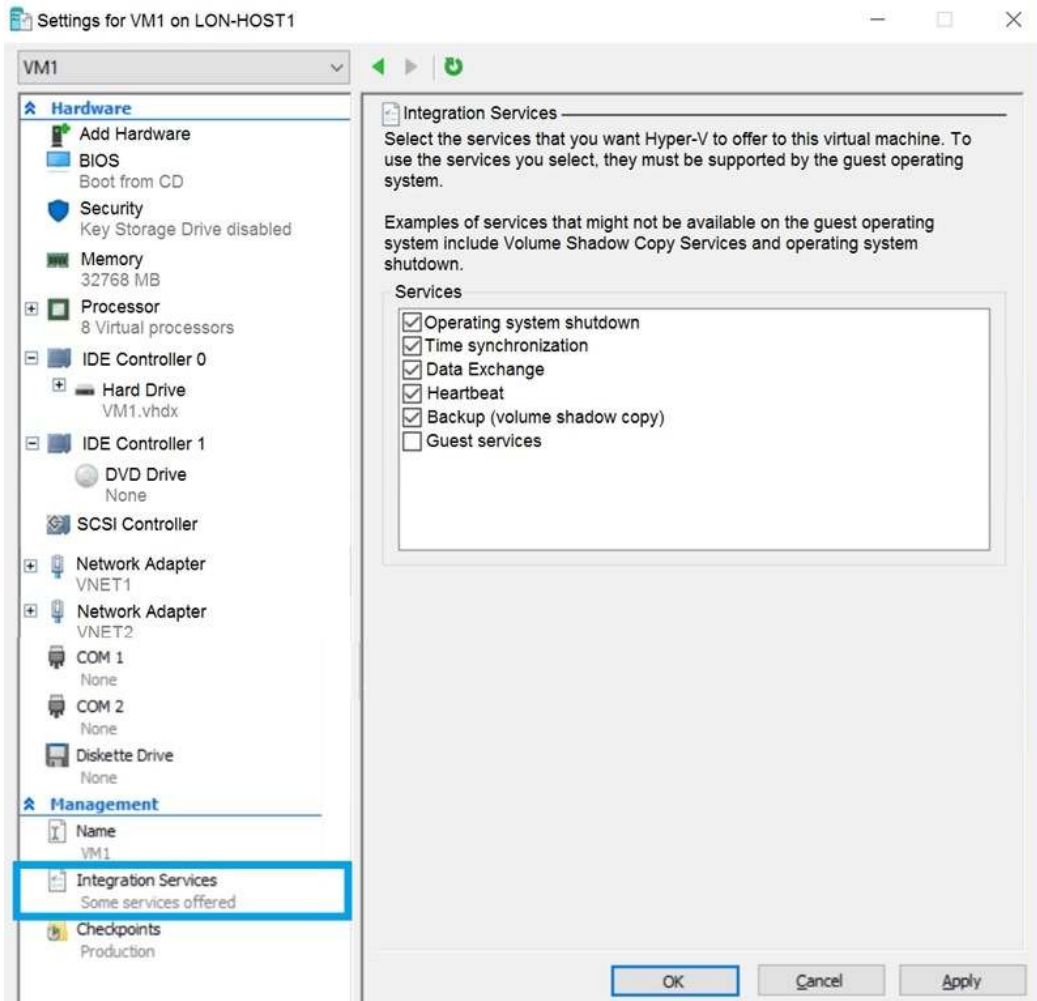 Settings for VM1 on LON-HOST1
VM1
Hardware
Add Hardware
BIOS
Boot from CD
Security
Key Storage Drive disabled
Memory
32768 MB
Processor
8 Virtual processors
IDE Controller 0
Hard Drive
VM1.vhdx
IDE Controller 1
DVD Drive
None
SCSI Controller
Network Adapter
VNET1
Network Adapter
VNET2
COM 1
None
COM 2
None
Diskette Drive
None
Management
Name
VM1
Integration Services
Some services offered
Checkpoints
Production
Integration Services
Select the services that you want Hyper-V to offer to this virtual machine. To
use the services you select, they must be supported by the guest operating
system.
Examples of services that might not be available on the guest operating
system include Volume Shadow Copy Services and operating system
shutdown.
Services
Operating system shutdown
Time synchronization
Data Exchange
Heartbeat
Backup (volume shadow copy)
Guest services
OK
Cancel
Apply